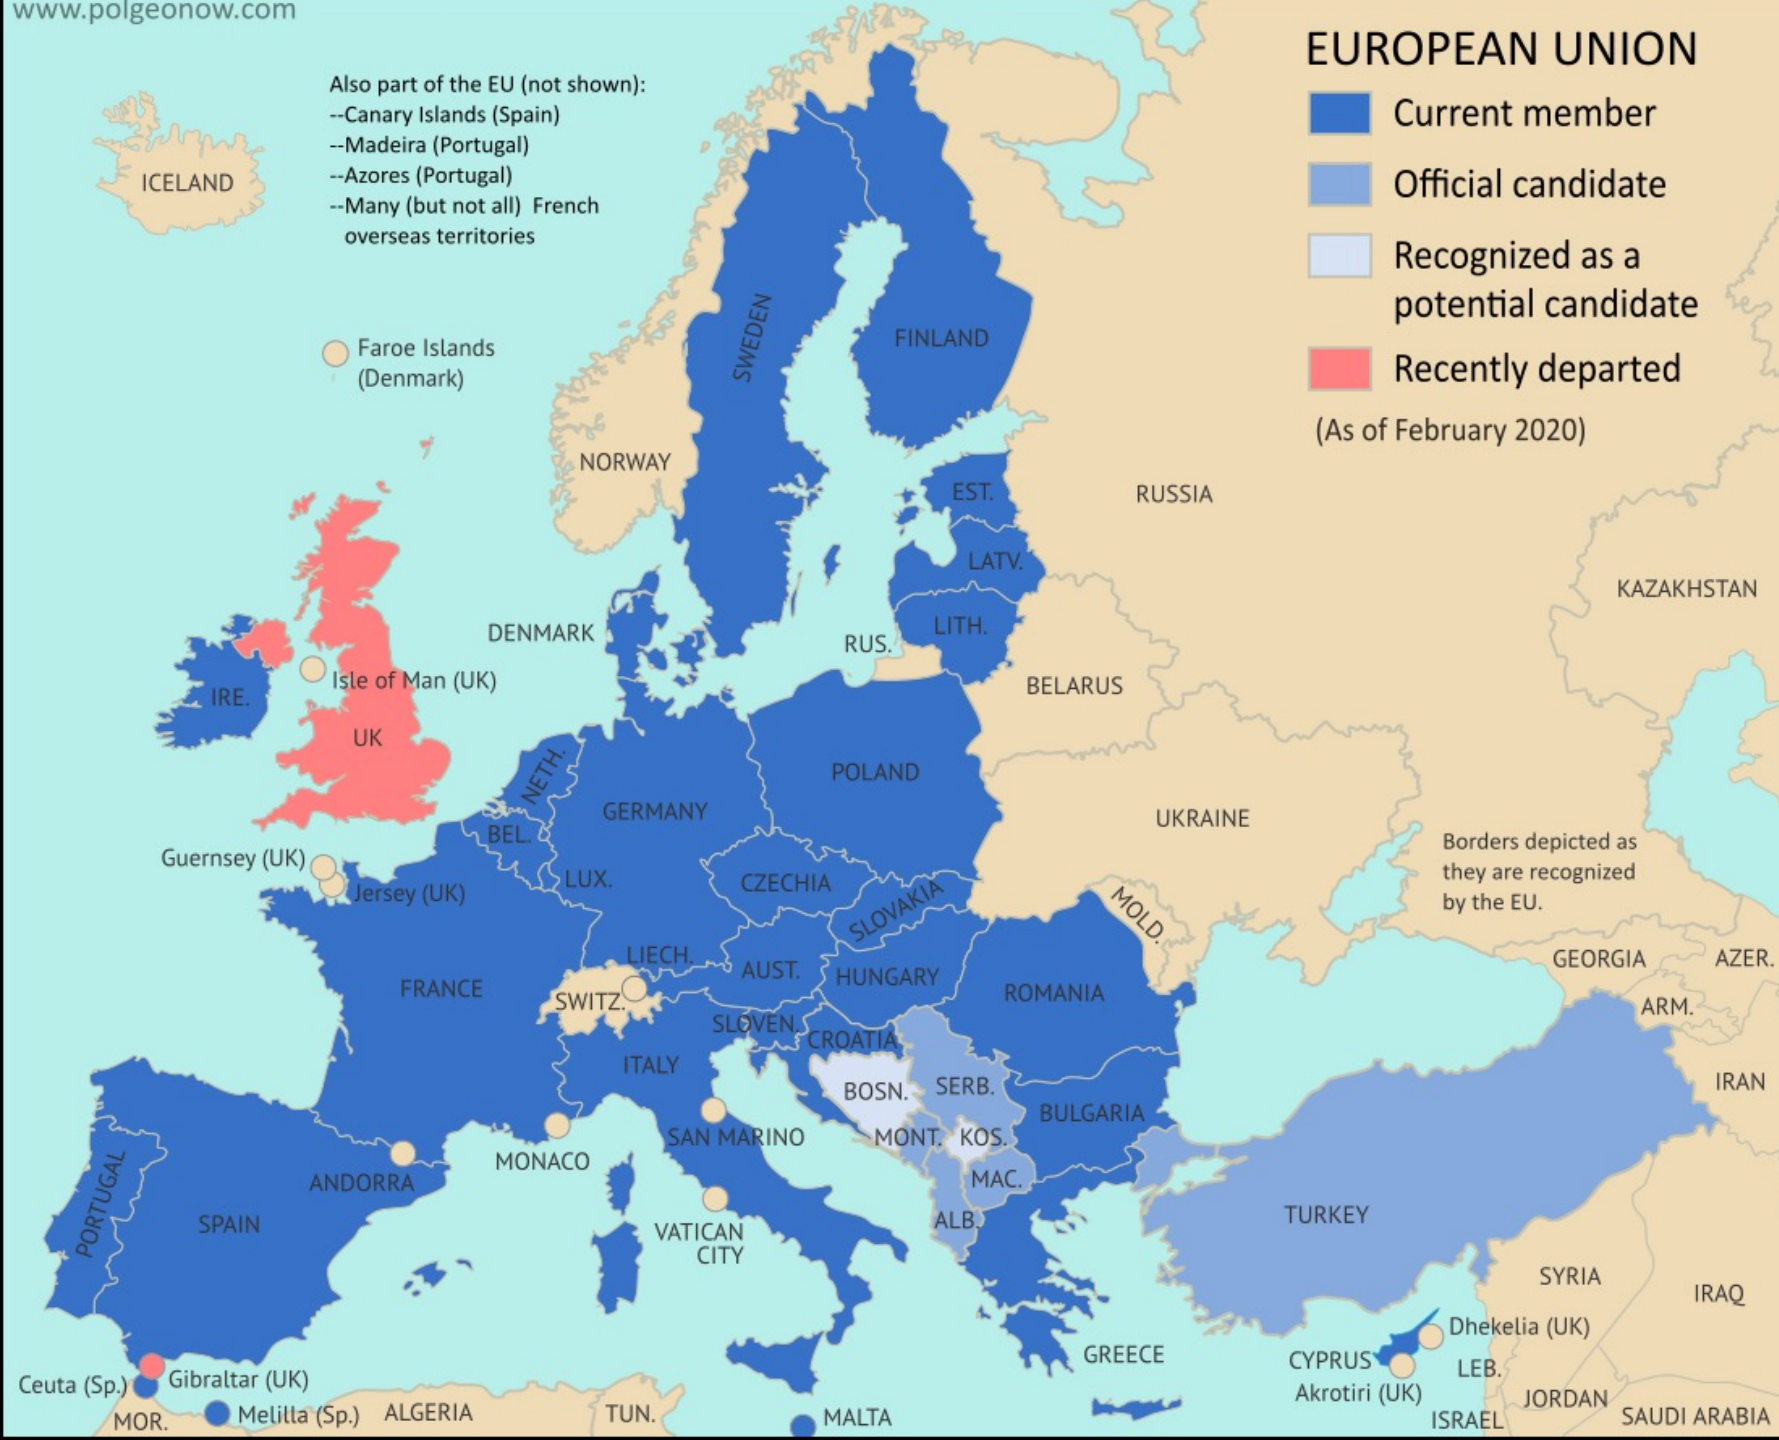 www.polgeonow.com
EUROPEAN UNION
Current member
Official candidate
Recognized as a
potential candidate
Recently departed
(As of February 2020)
Also part of the EU (not shown):
--Canary Islands (Spain)
--Madeira (Portugal)
--Azores (Portugal)
--Many (but not all) French
overseas territories
ICELAND
Faroe Islands
(Denmark)
SWEDEN
FINLAND
NORWAY
RUSSIA
EST.
LATV.
LITH.
KAZAKHSTAN
DENMARK
RUS.
BELARUS
Isle of Man (UK)
IRE.
UK
NETH.
POLAND
GERMANY
UKRAINE
BEL.
Borders depicted as
they are recognized
by the EU.
Guernsey (UK)
Jersey (UK)
LUX.
CZECHIA
SLOVAKIA
MOLD.
LIECH.
AUST.
HUNGARY
GEORGIA
AZER.
FRANCE
SWITZ.
ROMANIA
ARM.
SLOVEN.
CROATIA
ITALY
BOSN.
SERB.
IRAN
BULGARIA
SAN MARINO
MONT.
KOS.
MONACO
ANDORRA
MAC.
PORTUGAL
SPAIN
VATICAN
CITY
ALB.
TURKEY
SYRIA
IRAQ
Dhekelia (UK)
GREECE
CYPRUS
LEB.
Akrotiri (UK)
Ceuta (Sp.)
Gibraltar (UK)
JORDAN
MOR.
Melilla (Sp.)
ALGERIA
TUN.
MALTA
ISRAEL
SAUDI ARABIA